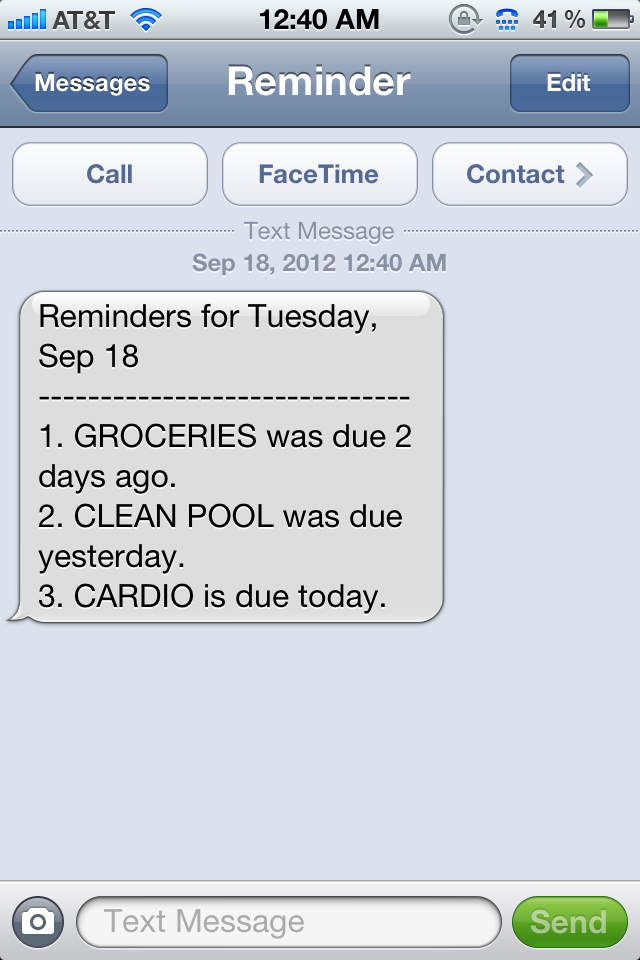 AT&T 12:40 AM 41 %
Messages Reminder Edit
Call FaceTime Contact
Text Message
Sep 18, 2012 12:40 AM
Reminders for Tuesday,
Sep 18
------------------------------
1. GROCERIES was due 2
days ago.
2. CLEAN POOL was due
yesterday.
3. CARDIO is due today.
Text Message Send